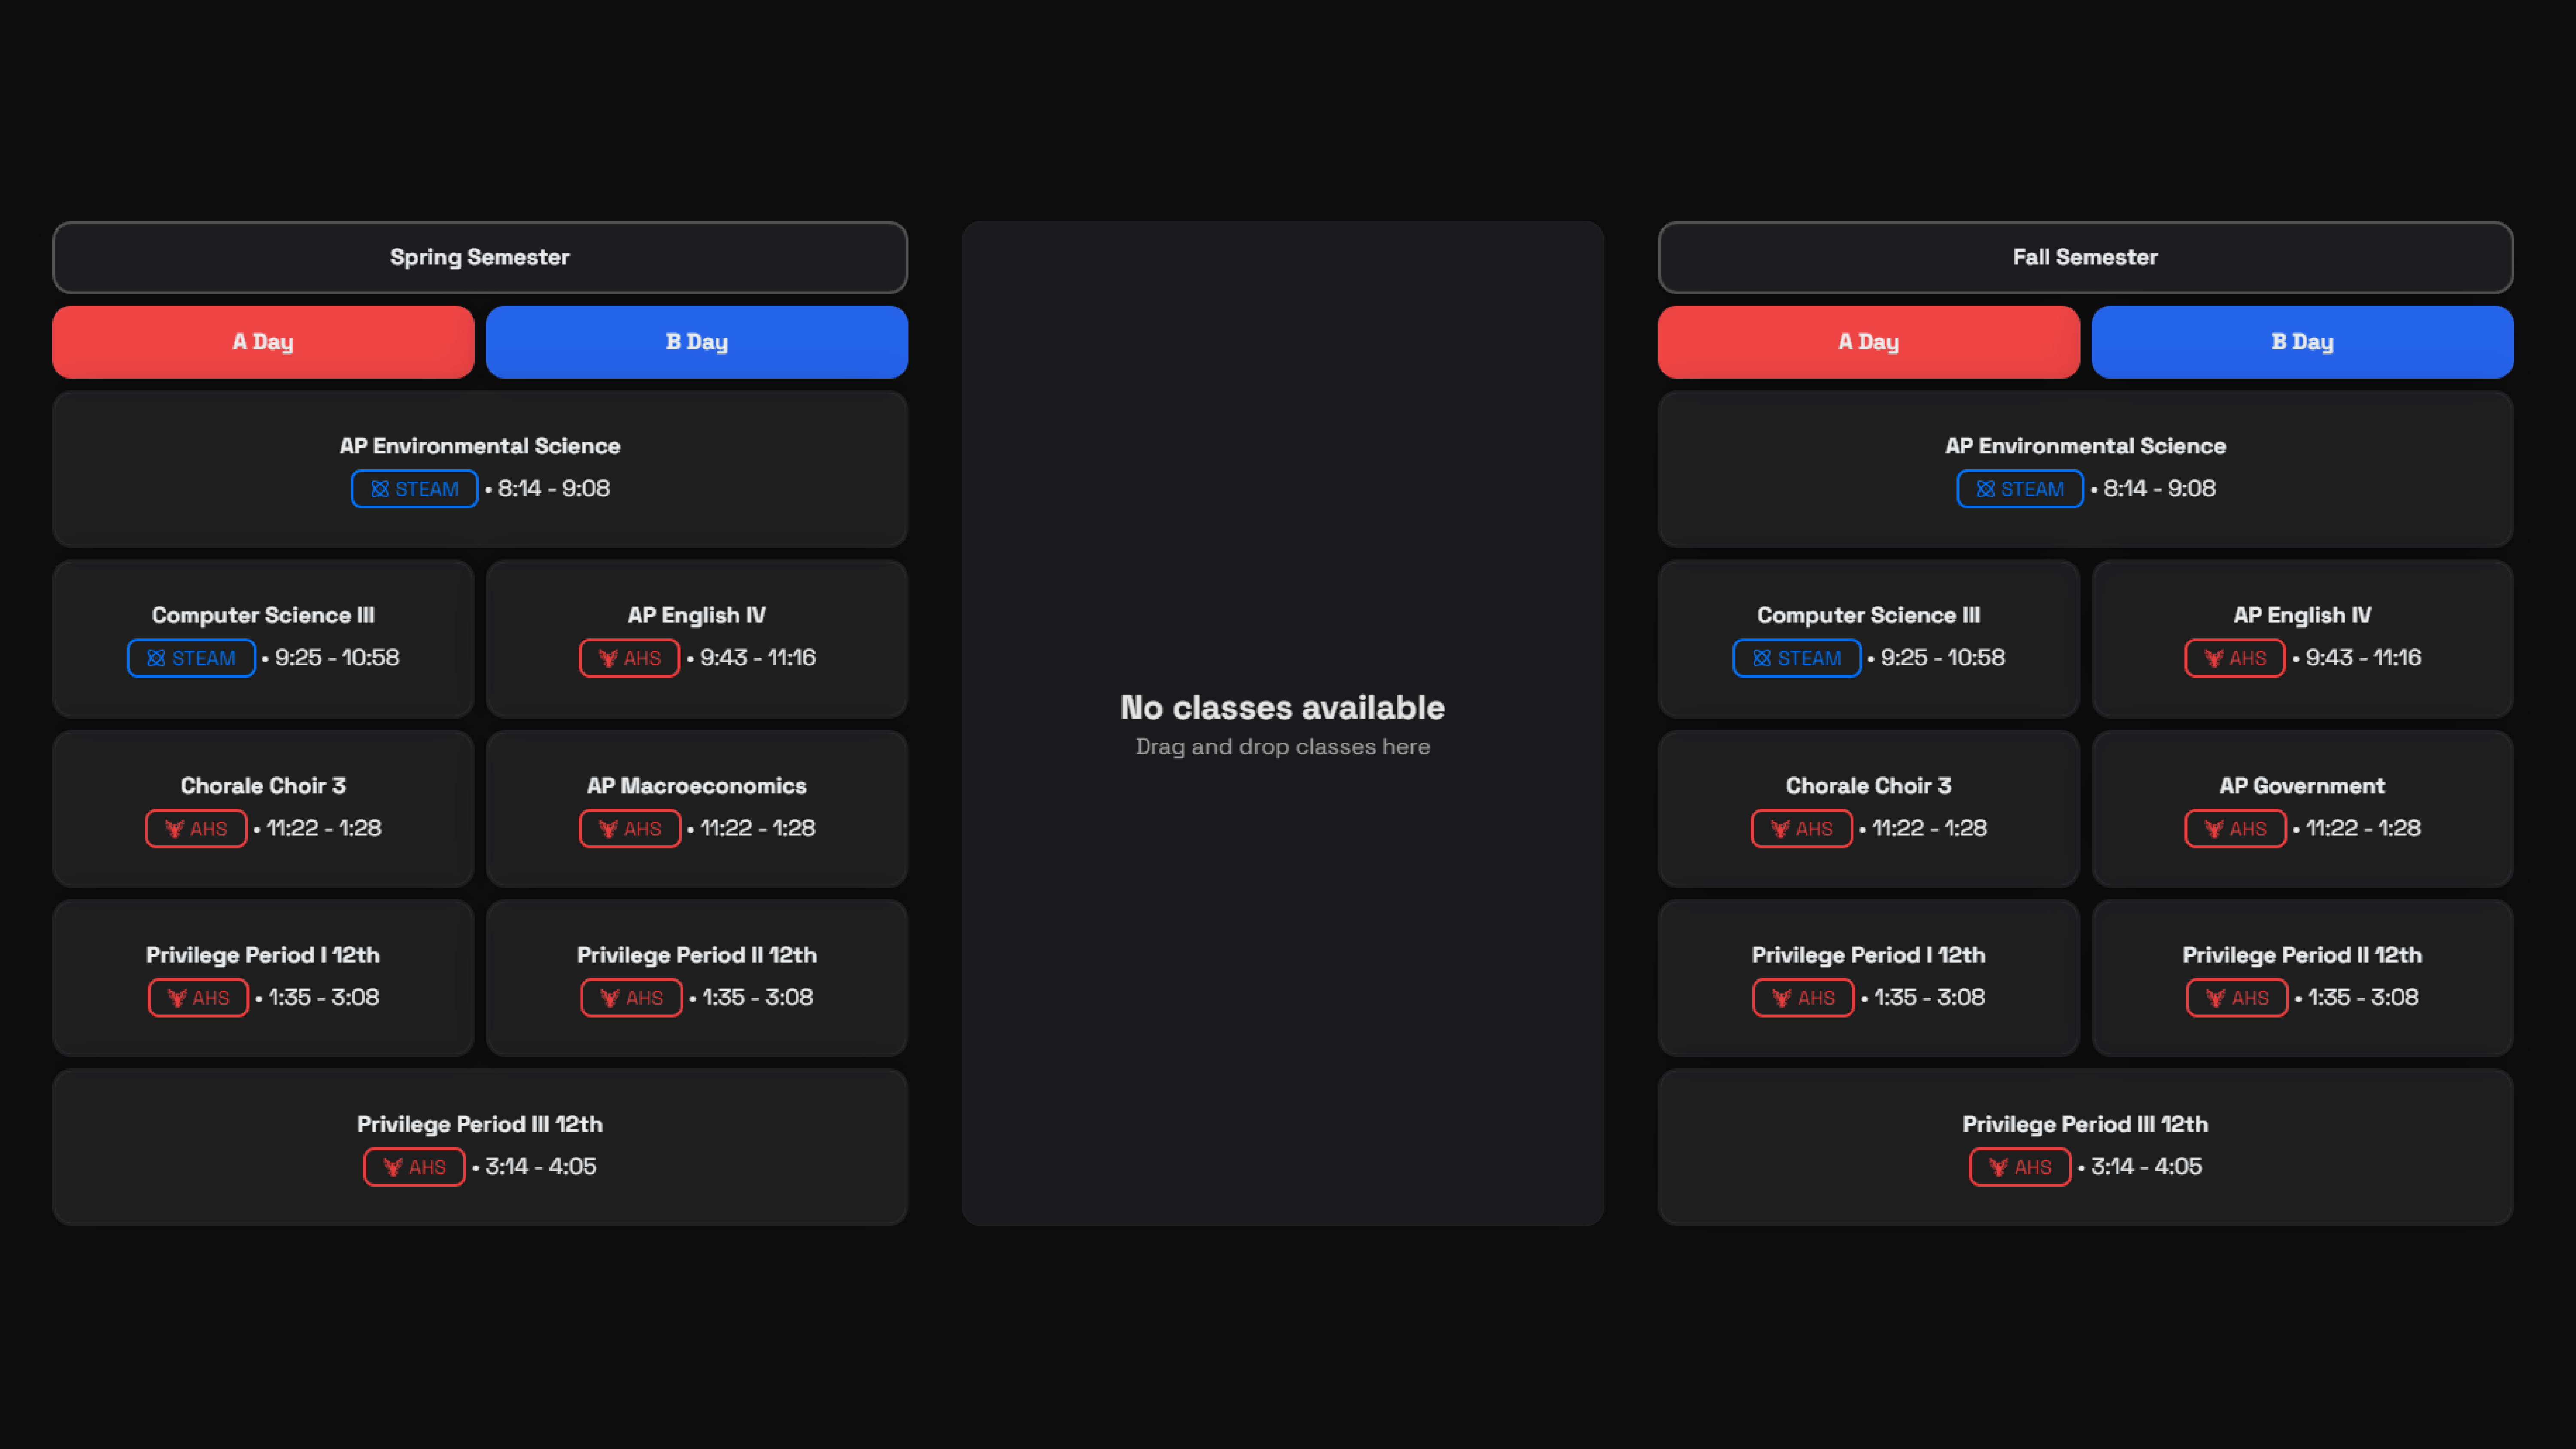 Spring Semester
A Day
B Day
AP Environmental Science
STEAM • 8:14 - 9:08
Computer Science III
STEAM • 9:25 - 10:58
AP English IV
AHS • 9:43 - 11:16
Chorale Choir 3
AHS • 11:22 - 1:28
AP Macroeconomics
AHS • 11:22 - 1:28
Privilege Period I 12th
AHS • 1:35 - 3:08
Privilege Period II 12th
AHS • 1:35 - 3:08
Privilege Period III 12th
AHS • 3:14 - 4:05
No classes available
Drag and drop classes here
Fall Semester
A Day
B Day
AP Environmental Science
STEAM • 8:14 - 9:08
Computer Science III
STEAM • 9:25 - 10:58
AP English IV
AHS • 9:43 - 11:16
Chorale Choir 3
AHS • 11:22 - 1:28
AP Government
AHS • 11:22 - 1:28
Privilege Period I 12th
AHS • 1:35 - 3:08
Privilege Period II 12th
AHS • 1:35 - 3:08
Privilege Period III 12th
AHS • 3:14 - 4:05